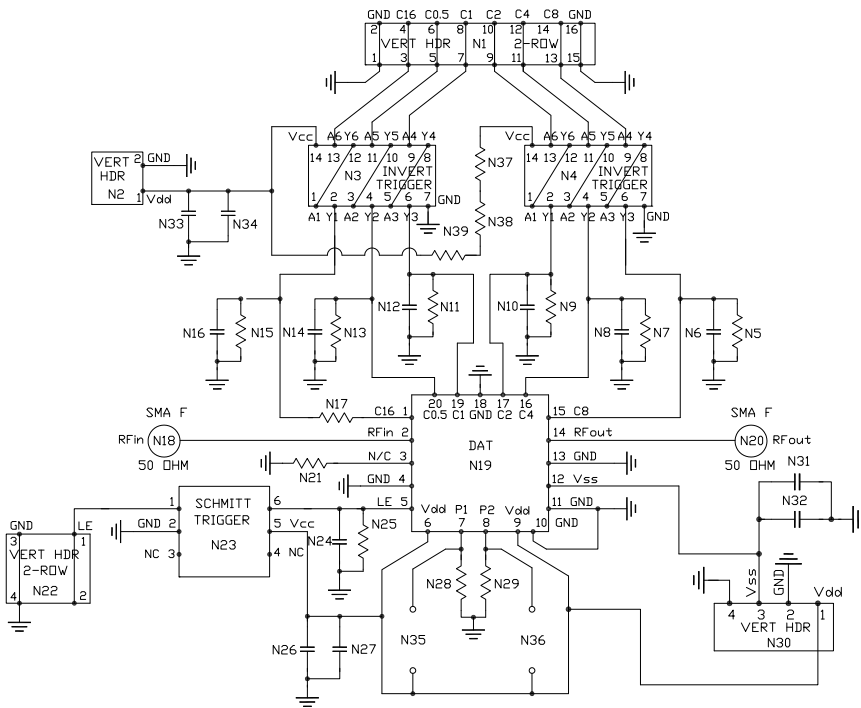 GND C16 C0.5 C1 C2 C4 C8 GND
2 4 6 8 10 12 14 16
VERT HDR N1 2-ROW
1 3 5 7 9 11 13 15
Vcc A6 Y6 A5 Y5 A4 Y4
14 13 12 11 10 9 8
N3 INVERT
TRIGGER
1 2 3 4 5 6 7 GND
A1 Y1 A2 Y2 A3 Y3
Vcc A6 Y6 A5 Y5 A4 Y4
14 13 12 11 10 9 8
N4 INVERT
TRIGGER
1 2 3 4 5 6 7 GND
A1 Y1 A2 Y2 A3 Y3
VERT 2 GND
HDR
N2 1 Vdd
N33 N34
N37
N38
N39
N16 N15 N14 N13 N12 N11 N10 N9 N8 N7 N6 N5
20 19 18 17 16
C0.5 C1 GND C2 C4
N17 C16 1
15 C8
SMA F
RFin N18
50 OHM
RFin 2
14 RFout
SMA F
N20 RFout
50 OHM
DAT
N19
N21 N/C 3
13 GND
GND 4
12 Vss
LE 5
11 GND
Vdd P1 P2 Vdd
6 7 8 9 10 GND
1 SCHMITT 6
TRIGGER
GND 2 5 Vcc
N23
NC 3 4 NC
N24 N25
GND LE
3 1
VERT HDR
2-ROW
N22
4 2
N28 N29
N35 N36
N26 N27
N31
N32
Vss GND Vdd
4 3 2 1
VERT HDR
N30